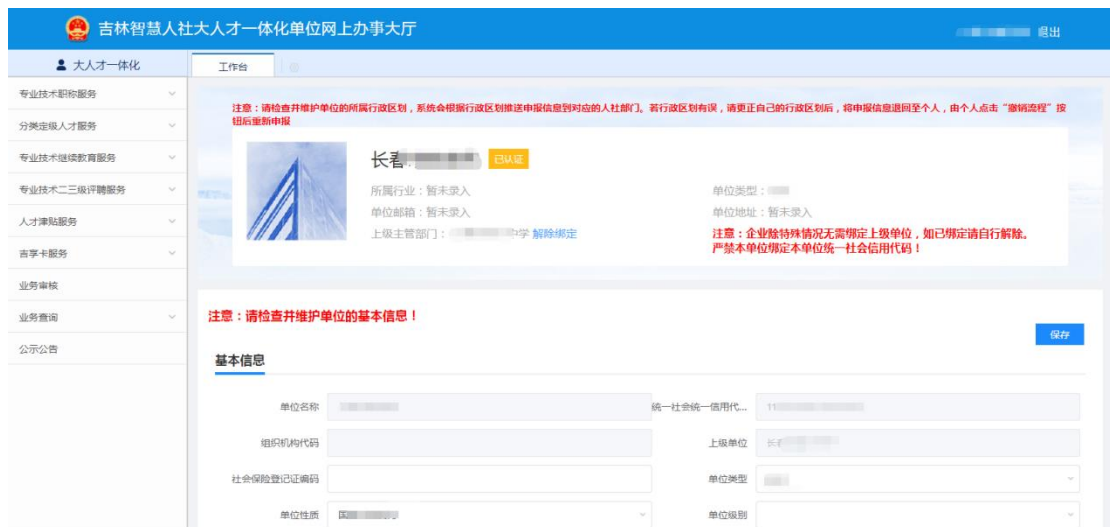 吉林智慧人社大人才一体化单位网上办事大厅
退出
大人才一体化
工作台
专业技术职称服务
分类定级人才服务
专业技术继续教育服务
专业技术二三级评聘服务
人才津贴服务
吉享卡服务
业务审核
业务查询
公示公告
注意：请检查并维护单位的所属行政区划，系统会根据行政区划推送申报信息到对应的人社部门。若行政区划有误，请更正自己的行政区划后，将申报信息退回至个人，由个人点击“撤销流程”按
钮后重新申报
长春 已认证
所属行业：暂未录入
单位类型：
单位邮箱：暂未录入
单位地址：暂未录入
上级主管部门： 中学 解除绑定
注意：企业除特殊情况无需绑定上级单位，如已绑定请自行解除。
严禁本单位绑定本单位统一社会信用代码！
注意：请检查并维护单位的基本信息！
保存
基本信息
单位名称
统一社会统一信用代... 11
组织机构代码
上级单位 长春
社会保险登记证编码
单位类型
单位性质 国
单位级别